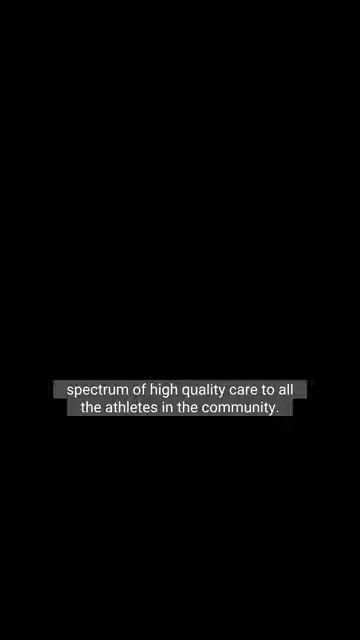 spectrum of high quality care to all
the athletes in the community.